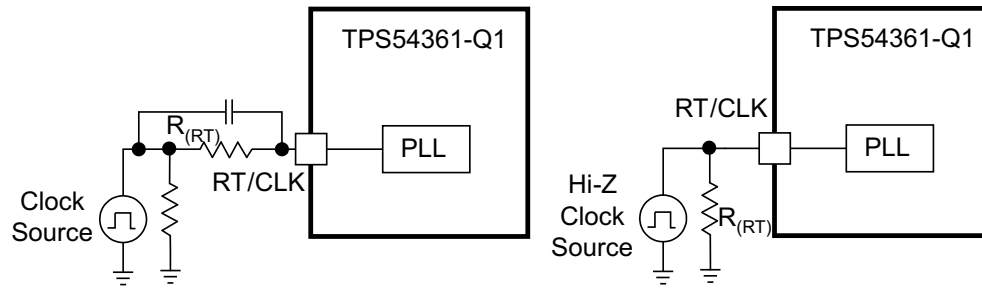 TPS54361-Q1
R(RT)
PLL
RT/CLK
Clock
Source
TPS54361-Q1
RT/CLK
PLL
Hi-Z
Clock
Source
R(RT)